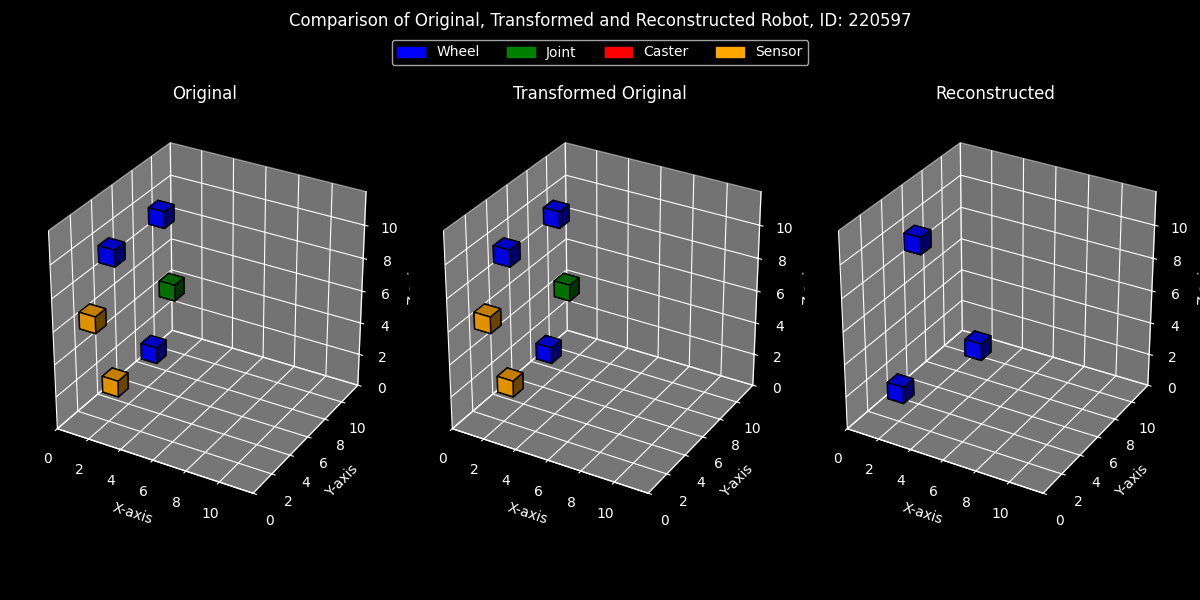 Comparison of Original, Transformed and Reconstructed Robot, ID: 220597
Wheel Joint Caster Sensor
Original Transformed Original Reconstructed
10 10 10
8 8 8
6 6 6
4 4 4
2 2 2
0 0 0
10 10 10
8 8 8
6 6 6
4 4 4
2 2 2
0 0 0
0 2 4 6 8 10 0 2 4 6 8 10 0 2 4 6 8 10
X-axis Y-axis X-axis Y-axis X-axis Y-axis